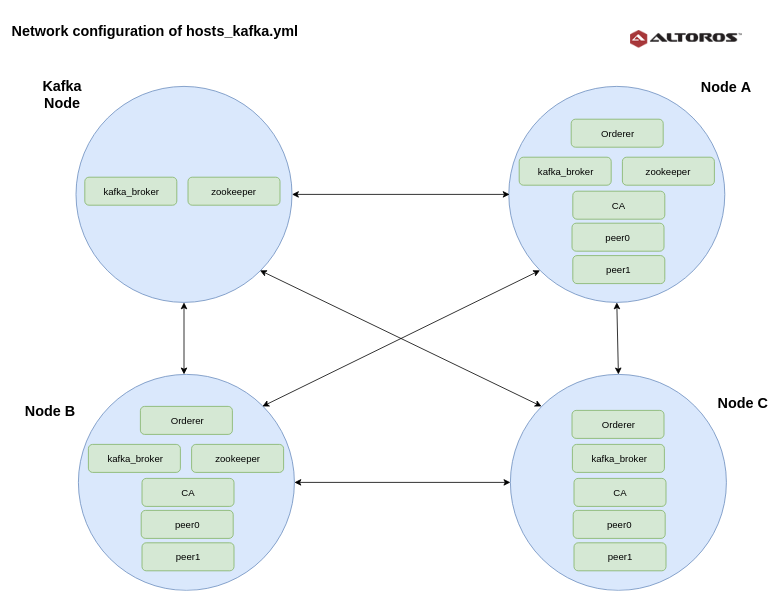 Network configuration of hosts_kafka.yml
ALTOROS
Kafka
Node
kafka_broker
zookeeper
Node A
Orderer
kafka_broker
zookeeper
CA
peer0
peer1
Node B
Orderer
kafka_broker
zookeeper
CA
peer0
peer1
Node C
Orderer
kafka_broker
CA
peer0
peer1